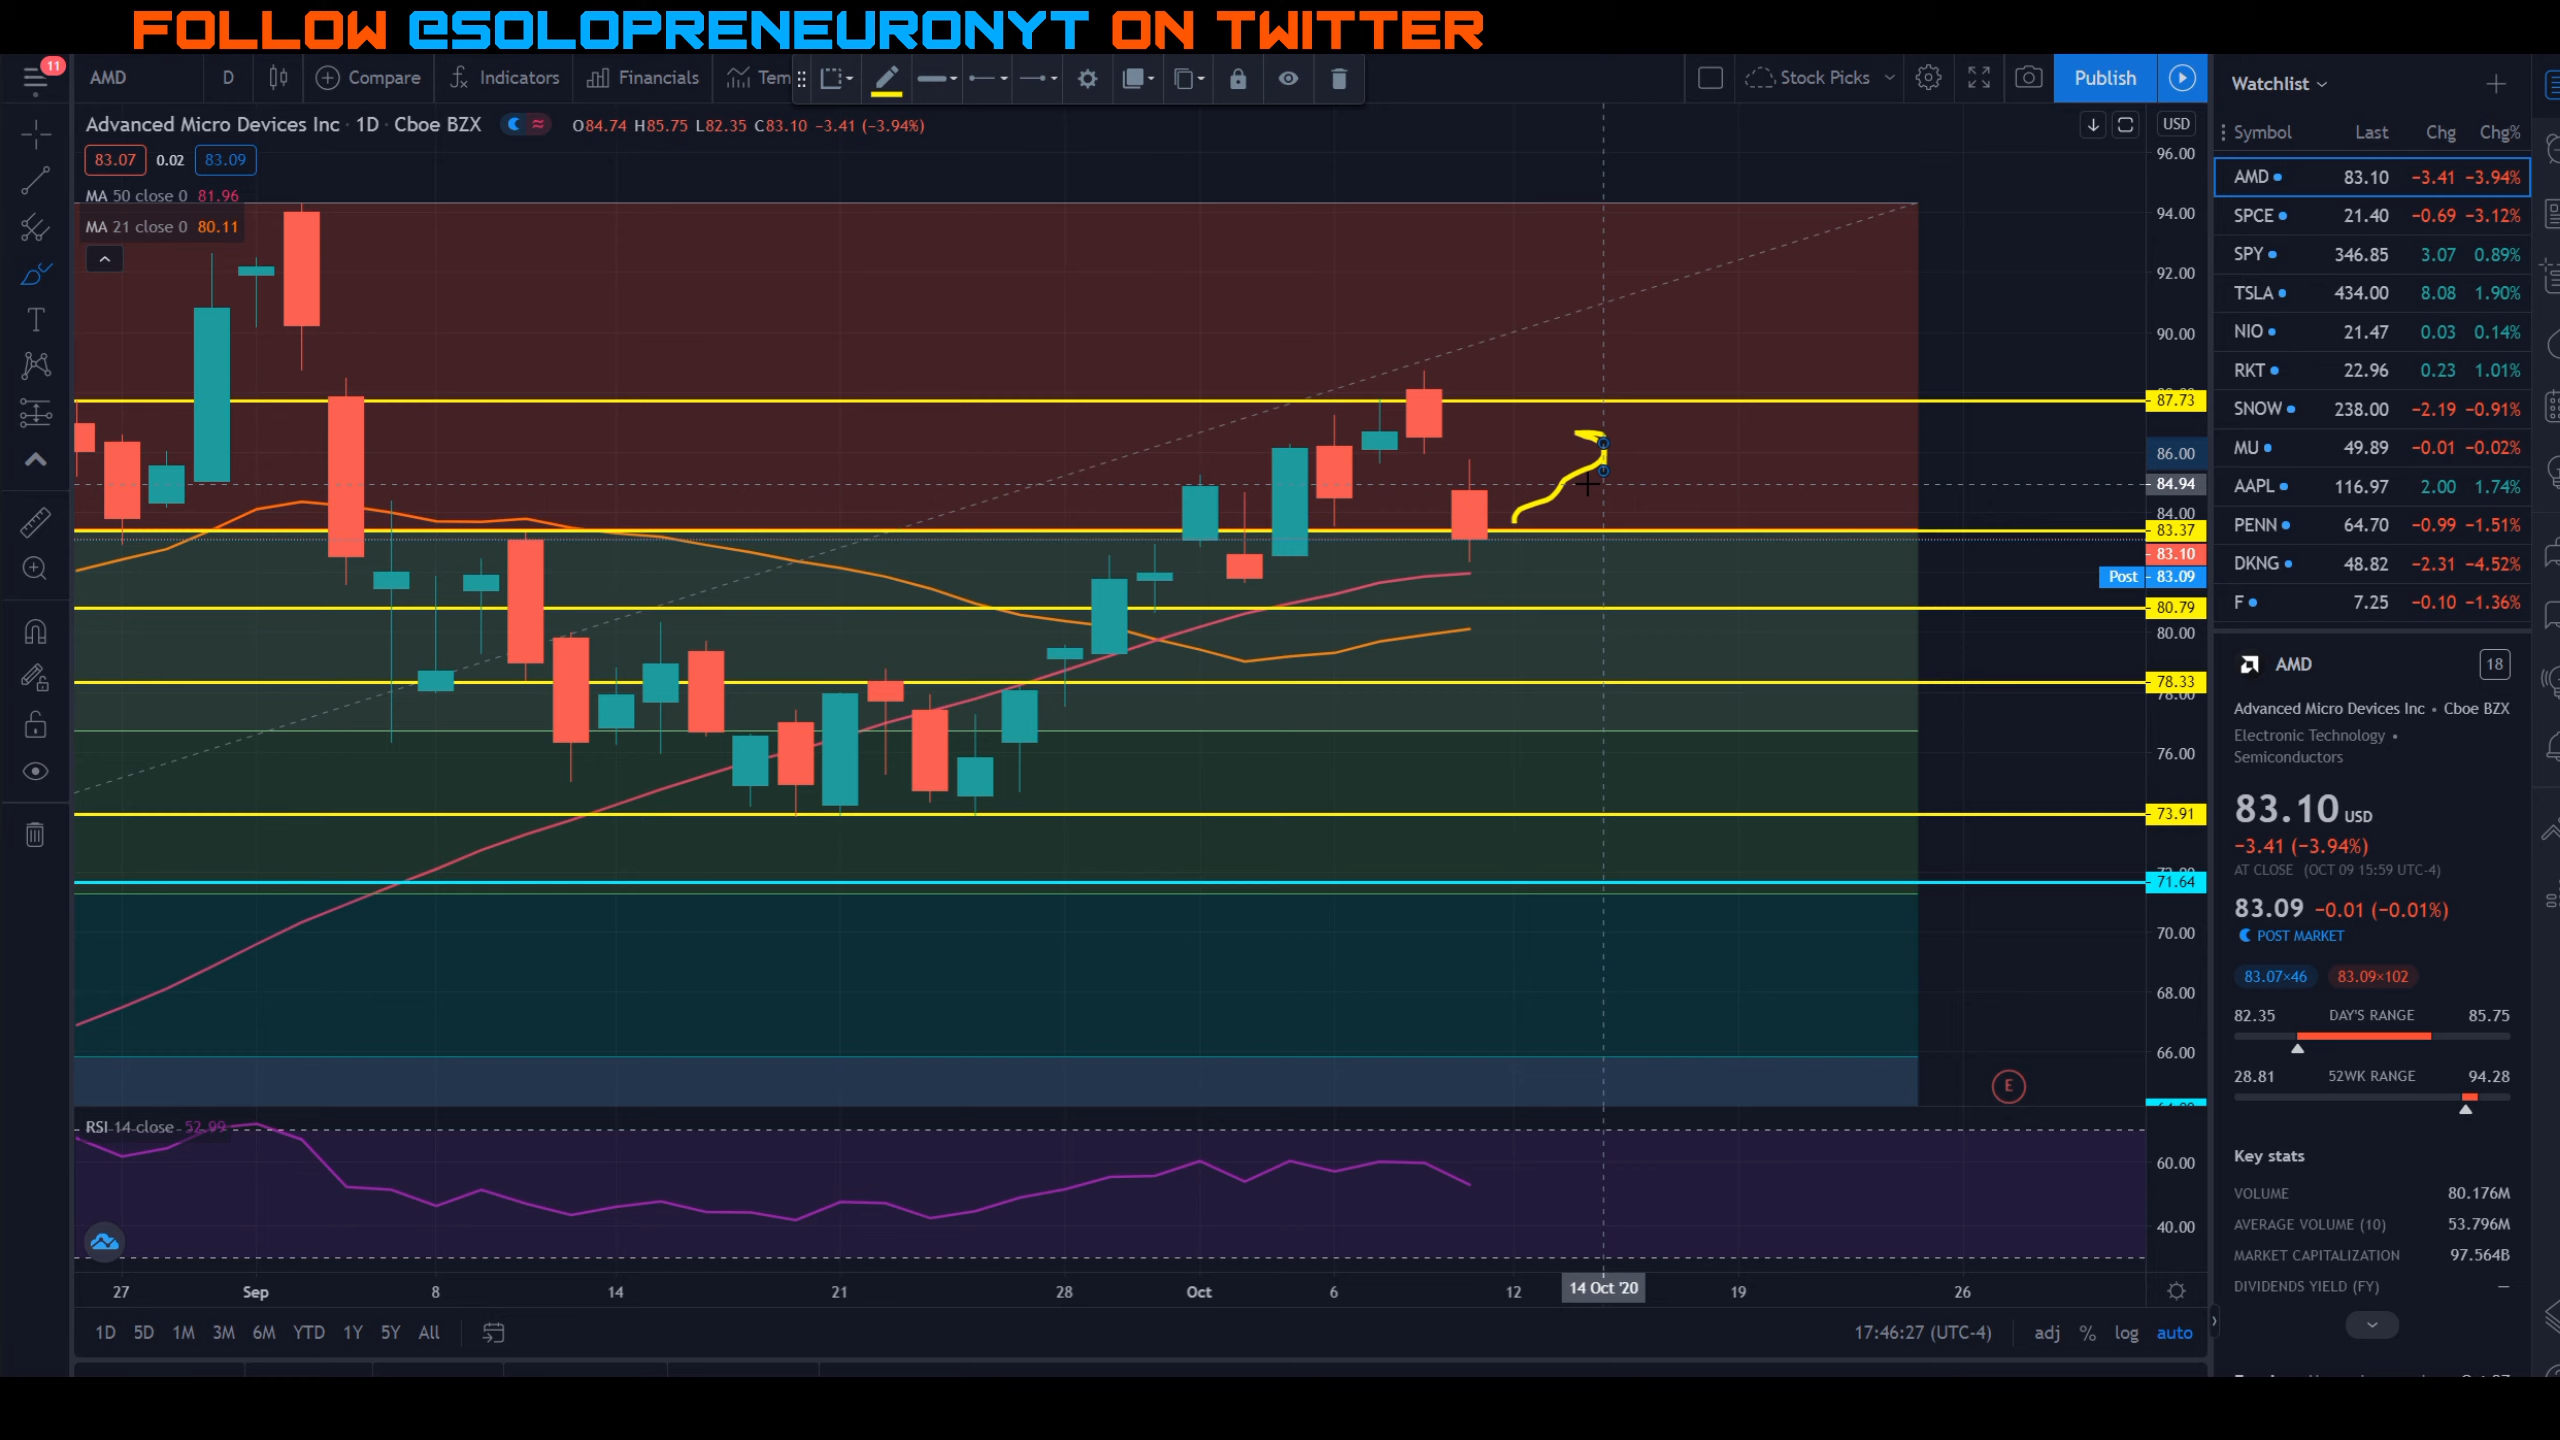 FOLLOW @SOLOPRENEURONYT ON TWITTER
11
AMD D Compare Indicators Financials Tem Stock Picks Publish
Advanced Micro Devices Inc · 1D · Cboe BZX O84.74 H85.75 L82.35 C83.10 −3.41 (−3.94%)
83.07 0.02 83.09
MA 50 close 0 81.96
MA 21 close 0 80.11
USD
96.00
94.00
92.00
90.00
87.73
86.00
84.94
84.00
83.37
83.10
Post 83.09
80.79
80.00
78.33
78.00
76.00
73.91
71.64
70.00
68.00
66.00
E
RSI 14 close 52.99
60.00
40.00
27 Sep 8 14 21 28 Oct 6 12 14 Oct '20 19 26
1D 5D 1M 3M 6M YTD 1Y 5Y All 17:46:27 (UTC-4) adj % log auto
Watchlist
Symbol Last Chg Chg%
AMD 83.10 −3.41 −3.94%
SPCE 21.40 −0.69 −3.12%
SPY 346.85 3.07 0.89%
TSLA 434.00 8.08 1.90%
NIO 21.47 0.03 0.14%
RKT 22.96 0.23 1.01%
SNOW 238.00 −2.19 −0.91%
MU 49.89 −0.01 −0.02%
AAPL 116.97 2.00 1.74%
PENN 64.70 −0.99 −1.51%
DKNG 48.82 −2.31 −4.52%
F 7.25 −0.10 −1.36%
AMD 18
Advanced Micro Devices Inc • Cboe BZX
Electronic Technology •
Semiconductors
83.10 USD
−3.41 (−3.94%)
AT CLOSE (OCT 09 15:59 UTC-4)
83.09 −0.01 (−0.01%)
POST MARKET
83.07×46 83.09×102
82.35 DAY'S RANGE 85.75
28.81 52WK RANGE 94.28
Key stats
VOLUME 80.176M
AVERAGE VOLUME (10) 53.796M
MARKET CAPITALIZATION 97.564B
DIVIDENDS YIELD (FY) —